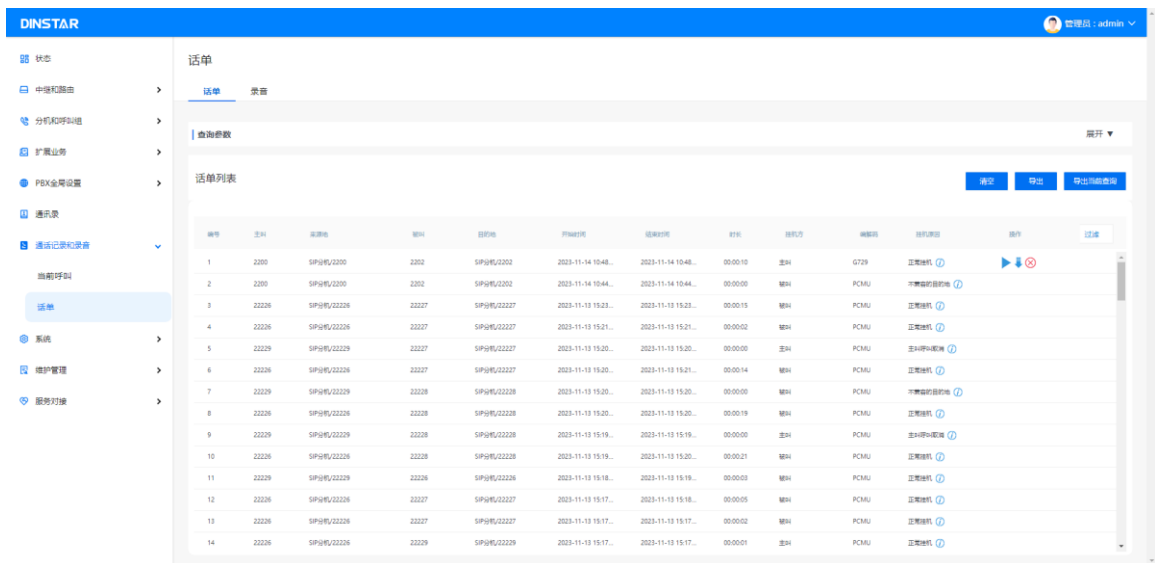 DINSTAR
管理员：admin
状态
中继和路由
分机和呼叫组
扩展业务
PBX全局设置
通讯录
通话记录和录音
当前呼叫
话单
系统
维护管理
服务对接
话单
话单 录音
查询参数 展开 ▼
话单列表 清空 导出 导出当前查询
编号 主叫 来源地 被叫 目的地 开始时间 结束时间 时长 挂机方 编解码 挂机原因 操作 过滤
1 2200 SIP分机/2200 2202 SIP分机/2202 2023-11-14 10:48... 2023-11-14 10:48... 00:00:10 主叫 G729 正常挂机
2 2200 SIP分机/2200 2202 SIP分机/2202 2023-11-14 10:44... 2023-11-14 10:44... 00:00:00 被叫 PCMU 不兼容的目的地
3 22226 SIP分机/22226 22227 SIP分机/22227 2023-11-13 15:23... 2023-11-13 15:23... 00:00:15 被叫 PCMU 正常挂机
4 22226 SIP分机/22226 22227 SIP分机/22227 2023-11-13 15:21... 2023-11-13 15:21... 00:00:02 被叫 PCMU 正常挂机
5 22229 SIP分机/22229 22227 SIP分机/22227 2023-11-13 15:20... 2023-11-13 15:20... 00:00:00 主叫 PCMU 主叫呼叫取消
6 22226 SIP分机/22226 22227 SIP分机/22227 2023-11-13 15:20... 2023-11-13 15:21... 00:00:14 被叫 PCMU 正常挂机
7 22229 SIP分机/22229 22228 SIP分机/22228 2023-11-13 15:20... 2023-11-13 15:20... 00:00:00 被叫 PCMU 不兼容的目的地
8 22226 SIP分机/22226 22228 SIP分机/22228 2023-11-13 15:20... 2023-11-13 15:20... 00:00:19 被叫 PCMU 正常挂机
9 22229 SIP分机/22229 22228 SIP分机/22228 2023-11-13 15:19... 2023-11-13 15:19... 00:00:00 主叫 PCMU 主叫呼叫取消
10 22226 SIP分机/22226 22228 SIP分机/22228 2023-11-13 15:19... 2023-11-13 15:20... 00:00:21 被叫 PCMU 正常挂机
11 22229 SIP分机/22229 22226 SIP分机/22226 2023-11-13 15:18... 2023-11-13 15:19... 00:00:03 被叫 PCMU 正常挂机
12 22226 SIP分机/22226 22227 SIP分机/22227 2023-11-13 15:17... 2023-11-13 15:18... 00:00:05 被叫 PCMU 正常挂机
13 22226 SIP分机/22226 22227 SIP分机/22227 2023-11-13 15:17... 2023-11-13 15:17... 00:00:02 被叫 PCMU 正常挂机
14 22226 SIP分机/22226 22229 SIP分机/22229 2023-11-13 15:17... 2023-11-13 15:17... 00:00:01 主叫 PCMU 正常挂机